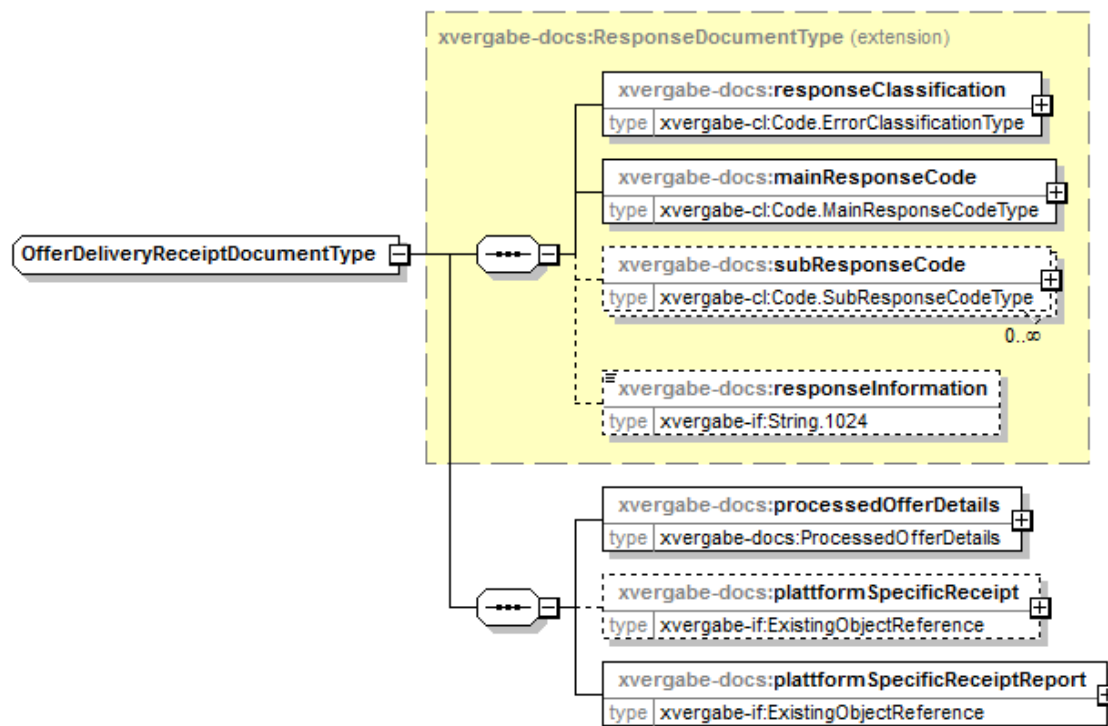 xvergabe-docs:ResponseDocumentType (extension)
xvergabe-docs:responseClassification
type xvergabe-cl:Code.ErrorClassificationType
xvergabe-docs:mainResponseCode
type xvergabe-cl:Code.MainResponseCodeType
OfferDeliveryReceiptDocumentType
xvergabe-docs:subResponseCode
type xvergabe-cl:Code.SubResponseCodeType
0..∞
xvergabe-docs:responseInformation
type xvergabe-if:String.1024
xvergabe-docs:processedOfferDetails
type xvergabe-docs:ProcessedOfferDetails
xvergabe-docs:plattformSpecificReceipt
type xvergabe-if:ExistingObjectReference
xvergabe-docs:plattformSpecificReceiptReport
type xvergabe-if:ExistingObjectReference